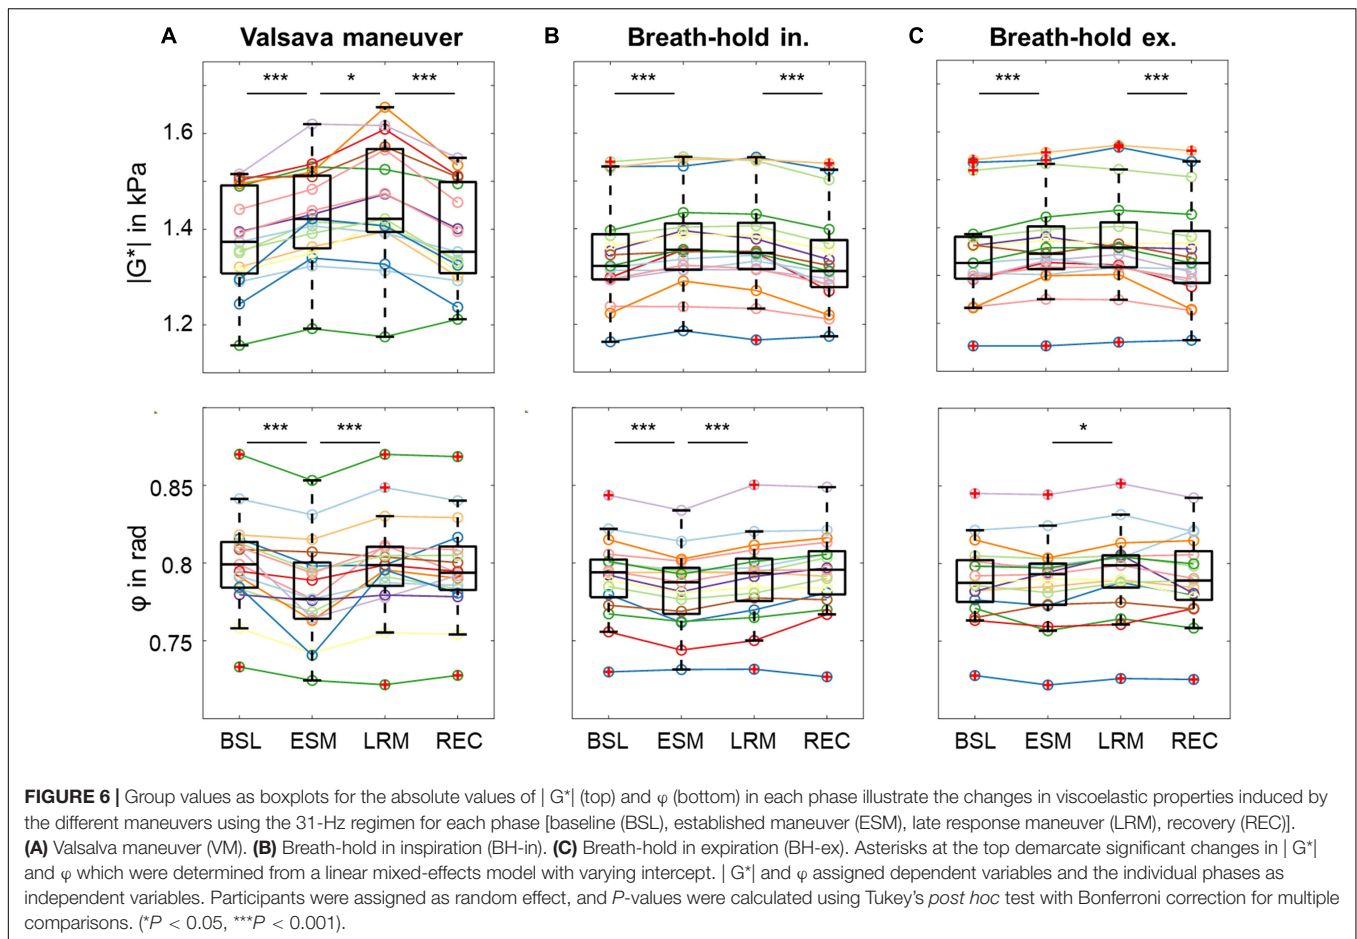 A Valsava maneuver B Breath-hold in. C Breath-hold ex.
*** * *** *** *** *** ***
|G*| in kPa
1.6
1.4
1.2
*** *** *** *** *
φ in rad
0.85
0.8
0.75
BSL ESM LRM REC BSL ESM LRM REC BSL ESM LRM REC
FIGURE 6 | Group values as boxplots for the absolute values of | G*| (top) and φ (bottom) in each phase illustrate the changes in viscoelastic properties induced by
the different maneuvers using the 31-Hz regimen for each phase [baseline (BSL), established maneuver (ESM), late response maneuver (LRM), recovery (REC)].
(A) Valsalva maneuver (VM). (B) Breath-hold in inspiration (BH-in). (C) Breath-hold in expiration (BH-ex). Asterisks at the top demarcate significant changes in | G*|
and φ which were determined from a linear mixed-effects model with varying intercept. | G*| and φ assigned dependent variables and the individual phases as
independent variables. Participants were assigned as random effect, and P-values were calculated using Tukey's post hoc test with Bonferroni correction for multiple
comparisons. (*P < 0.05, ***P < 0.001).